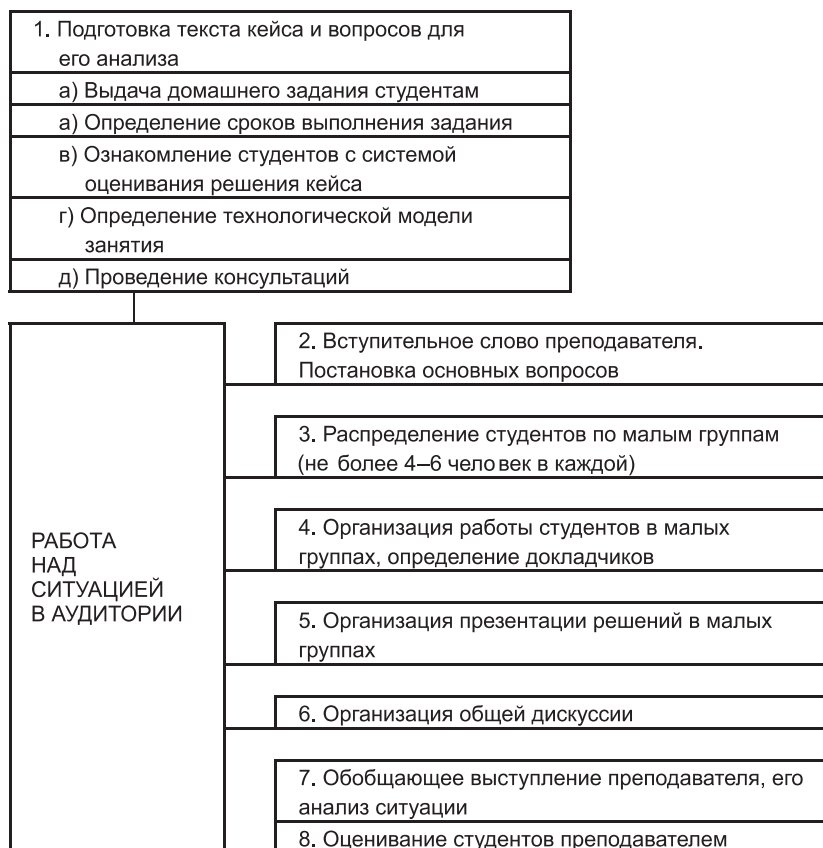 1. Подготовка текста кейса и вопросов для
его анализа
а) Выдача домашнего задания студентам
а) Определение сроков выполнения задания
в) Ознакомление студентов с системой
оценивания решения кейса
г) Определение технологической модели
занятия
д) Проведение консультаций
РАБОТА
НАД
СИТУАЦИЕЙ
В АУДИТОРИИ
2. Вступительное слово преподавателя.
Постановка основных вопросов
3. Распределение студентов по малым группам
(не более 4–6 человек в каждой)
4. Организация работы студентов в малых
группах, определение докладчиков
5. Организация презентации решений в малых
группах
6. Организация общей дискуссии
7. Обобщающее выступление преподавателя, его
анализ ситуации
8. Оценивание студентов преподавателем